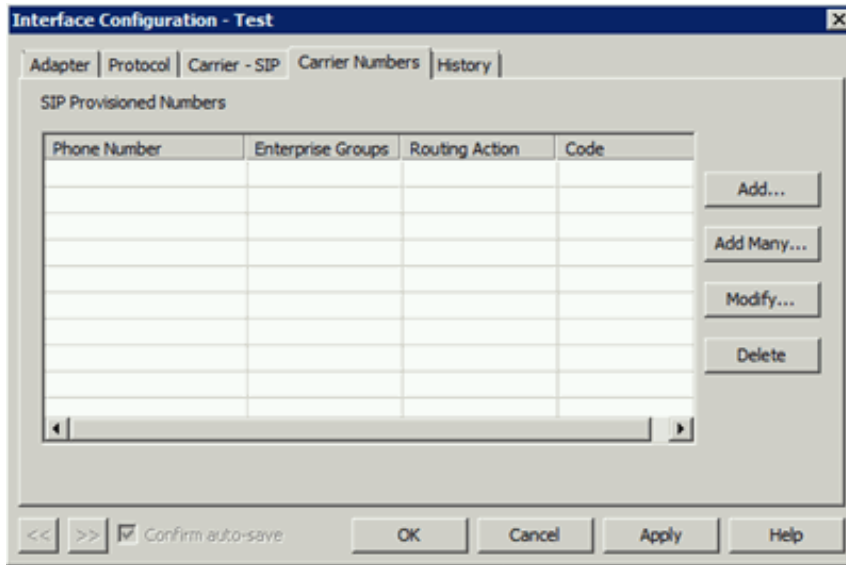 Interface Configuration - Test
Adapter Protocol Carrier - SIP Carrier Numbers History
SIP Provisioned Numbers
Phone Number Enterprise Groups Routing Action Code
Add...
Add Many...
Modify...
Delete
<< >> Confirm auto-save OK Cancel Apply Help